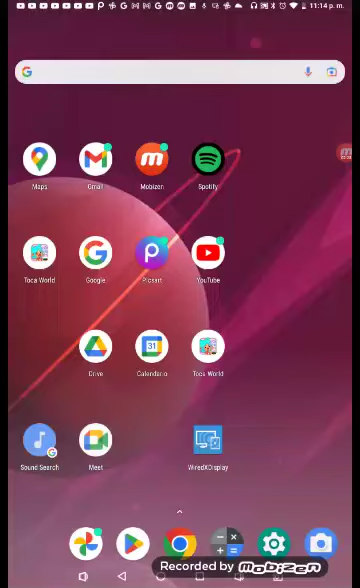 11:14 p. m.
Maps Gmail Mobizen Spotify
Toca World Google Picsart YouTube
31
Drive Calendario Toca World
Sound Search Meet WiredXDisplay
Recorded by mobizen